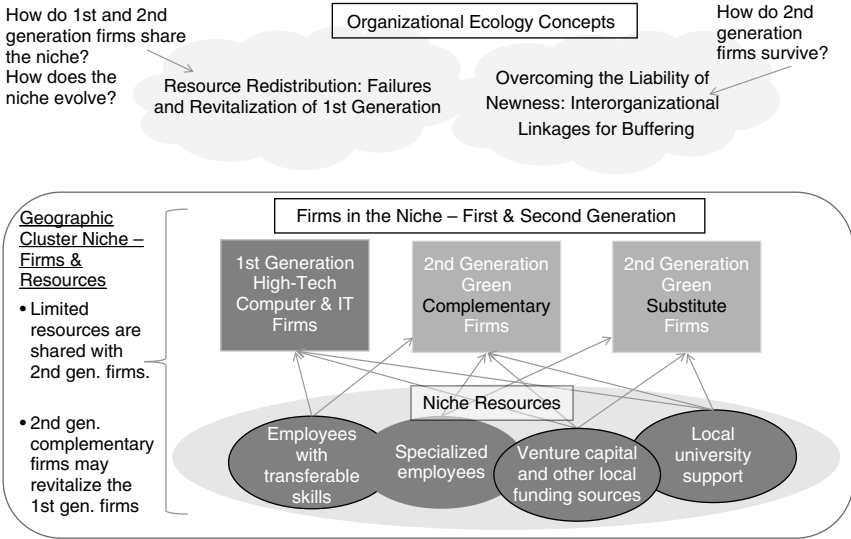 How do 1st and 2nd
generation firms share
the niche?
How does the
niche evolve?
Organizational Ecology Concepts
How do 2nd
generation
firms survive?
Resource Redistribution: Failures
and Revitalization of 1st Generation
Overcoming the Liability of
Newness: Interorganizational
Linkages for Buffering
Geographic
Cluster Niche –
Firms &
Resources
• Limited
resources are
shared with
2nd gen. firms.
• 2nd gen.
complementary
firms may
revitalize the
1st gen. firms
Firms in the Niche – First & Second Generation
1st Generation
High-Tech
Computer & IT
Firms
2nd Generation
Green
Complementary
Firms
2nd Generation
Green
Substitute
Firms
Niche Resources
Employees
with
transferable
skills
Specialized
employees
Venture capital
and other local
funding sources
Local
university
support